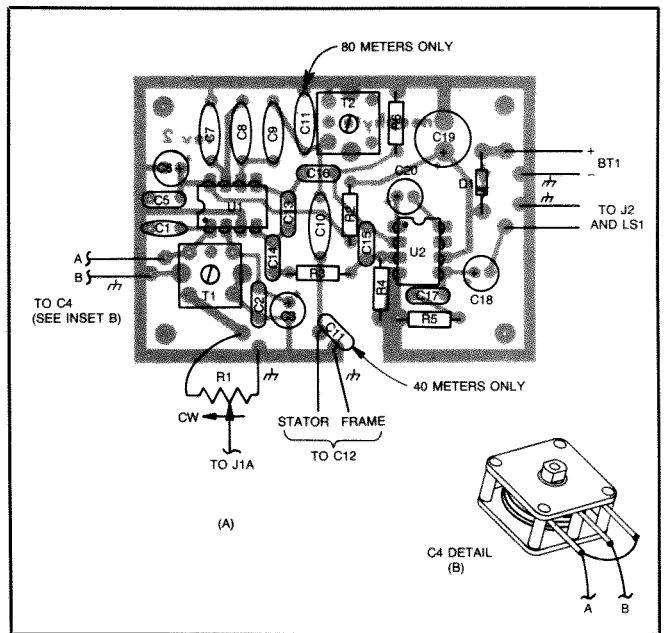 80 METERS ONLY
T2
C7
C8
C9
C11
R6
C19
C6
C16
D1
+
BT1
−
C20
C5
U1
C13
C10
R2
TO J2
AND LS1
C1
C15
U2
A
B
C14
R3
T1
R4
C18
TO C4
(SEE INSET B)
C2
C3
C17
R5
C11
R1
40 METERS ONLY
CW
STATOR FRAME
TO C12
TO J1A
(A)
C4 DETAIL
(B)
A B